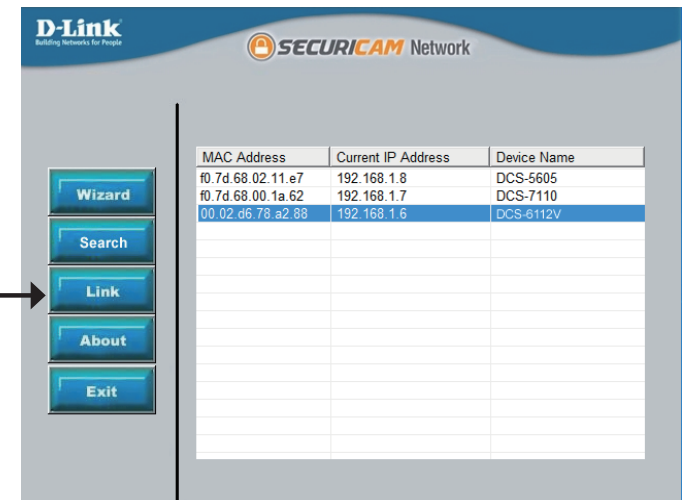 D-Link
Building Networks for People
SECURICAM Network
MAC Address Current IP Address Device Name
f0.7d.68.02.11.e7 192.168.1.8 DCS-5605
f0.7d.68.00.1a.62 192.168.1.7 DCS-7110
00.02.d6.78.a2.88 192.168.1.6 DCS-6112V
Wizard
Search
Link
About
Exit